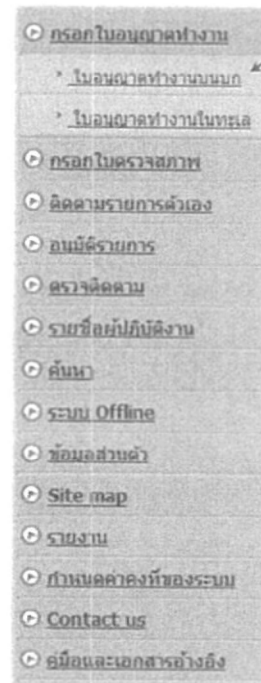 กรอกใบอนุญาตทำงาน
ใบอนุญาตทำงานบนบก
ใบอนุญาตทำงานในทะเล
กรอกใบตรวจสภาพ
ติดตามรายการตัวเอง
อนุมัติรายการ
ตรวจติดตาม
รายชื่อผู้ปฏิบัติงาน
ค้นหา
ระบบ Offline
ข้อมูลส่วนตัว
Site map
รายงาน
กำหนดค่าคงที่ของระบบ
Contact us
คู่มือและเอกสารอ้างอิง